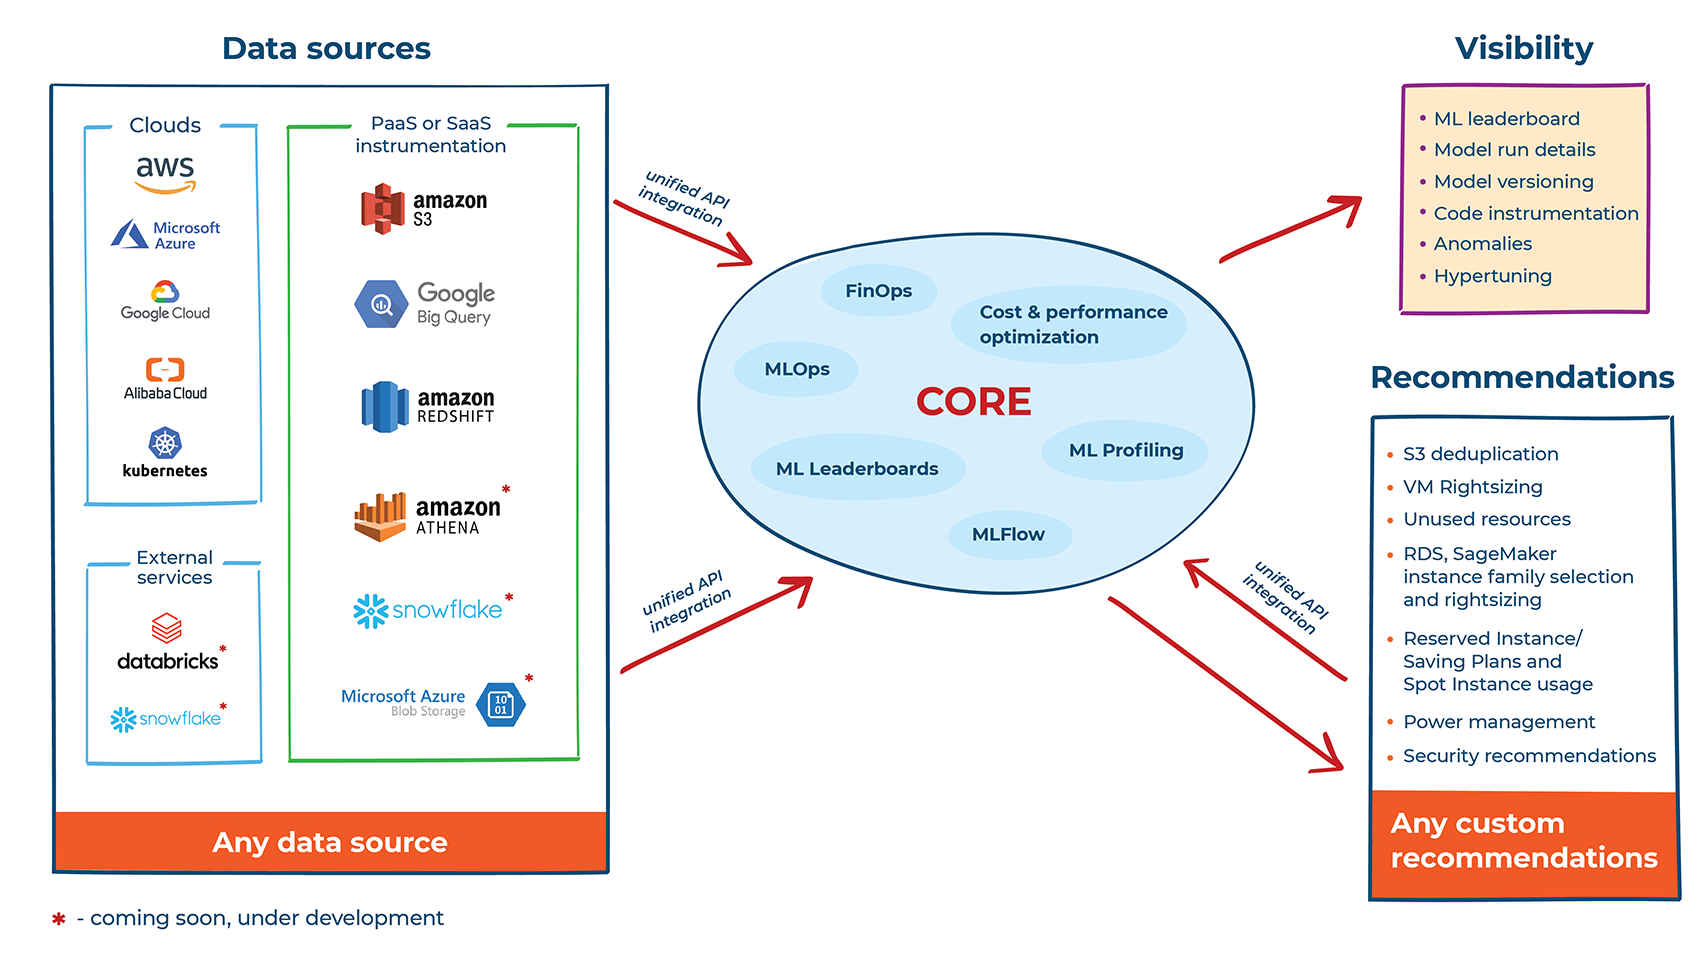 Data sources
Clouds
aws
Microsoft
Azure
Google Cloud
Alibaba Cloud
kubernetes
External
services
databricks*
snowflake*
PaaS or SaaS
instrumentation
amazon
S3
Google
Big Query
amazon
REDSHIFT
amazon*
ATHENA
snowflake*
Microsoft Azure
Blob Storage
10
01
*
Any data source
* - coming soon, under development
unified API
integration
unified API
integration
FinOps
Cost & performance
optimization
MLOps
CORE
ML Profiling
ML Leaderboards
MLFlow
unified API
integration
Visibility
• ML leaderboard
• Model run details
• Model versioning
• Code instrumentation
• Anomalies
• Hypertuning
Recommendations
• S3 deduplication
• VM Rightsizing
• Unused resources
• RDS, SageMaker
instance family selection
and rightsizing
• Reserved Instance/
Saving Plans and
Spot Instance usage
• Power management
• Security recommendations
Any custom
recommendations